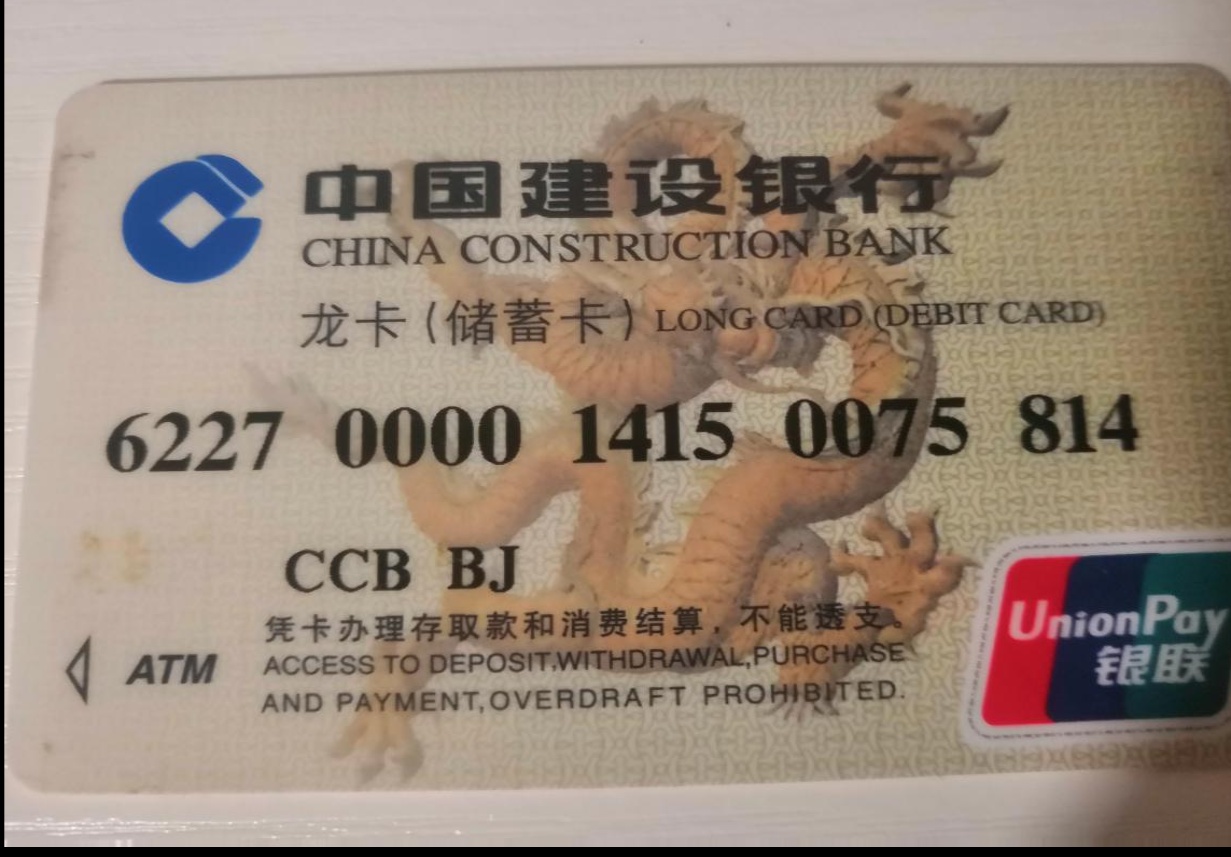 中国建设银行
CHINA CONSTRUCTION BANK
龙卡(储蓄卡) LONG CARD (DEBIT CARD)
6227 0000 1415 0075 814
CCB BJ
凭卡办理存取款和消费结算，不能透支。
ATM
ACCESS TO DEPOSIT,WITHDRAWAL,PURCHASE
AND PAYMENT,OVERDRAFT PROHIBITED.
UnionPay
银联